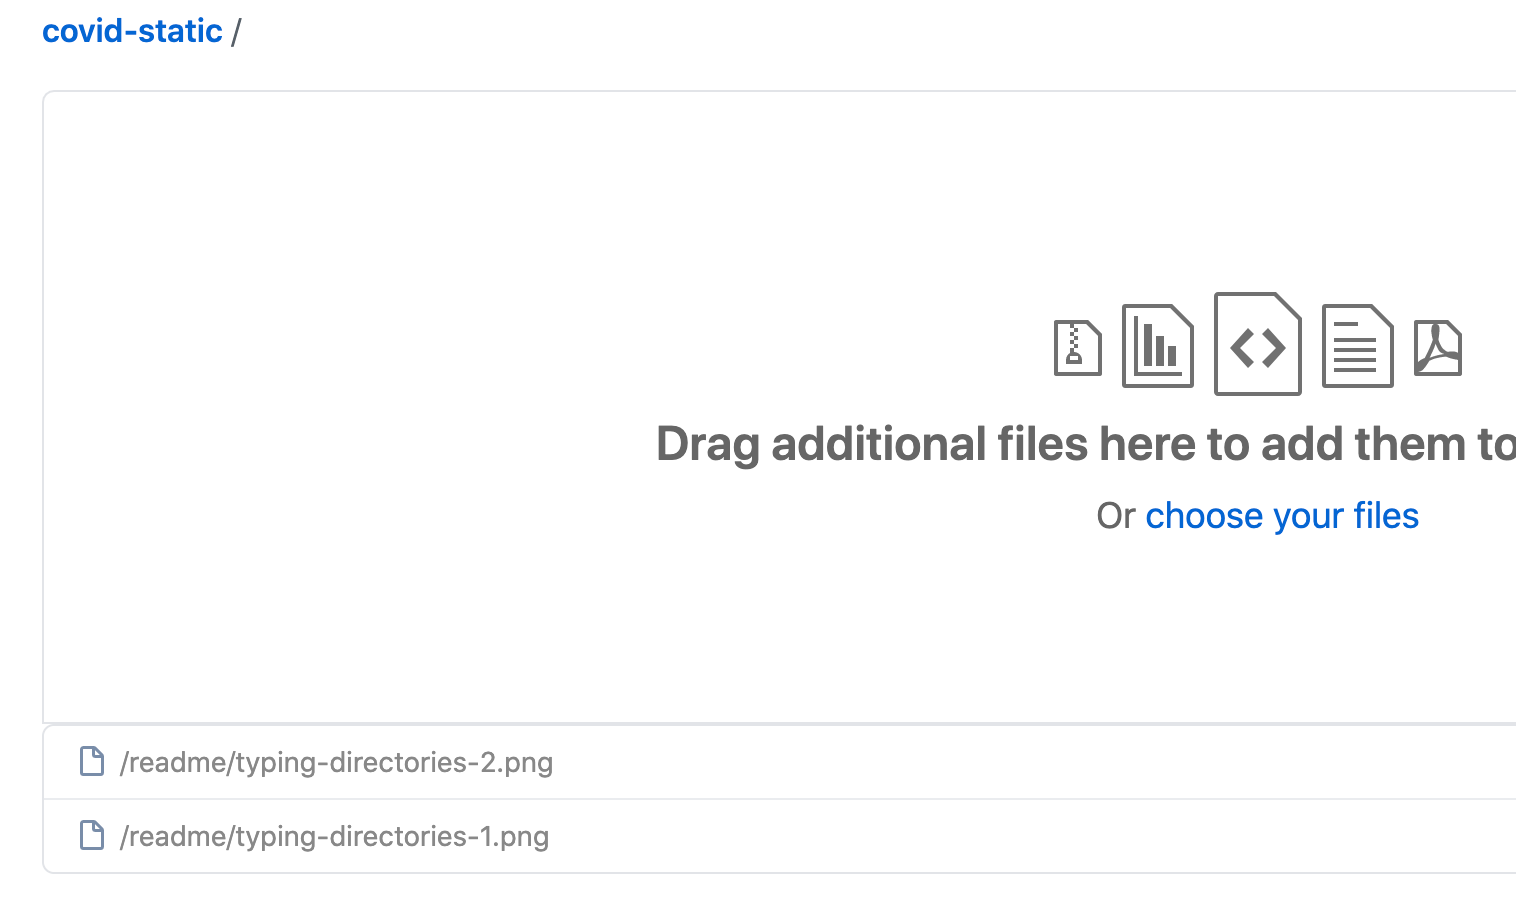 covid-static /
Drag additional files here to add them to
Or choose your files
/readme/typing-directories-2.png
/readme/typing-directories-1.png